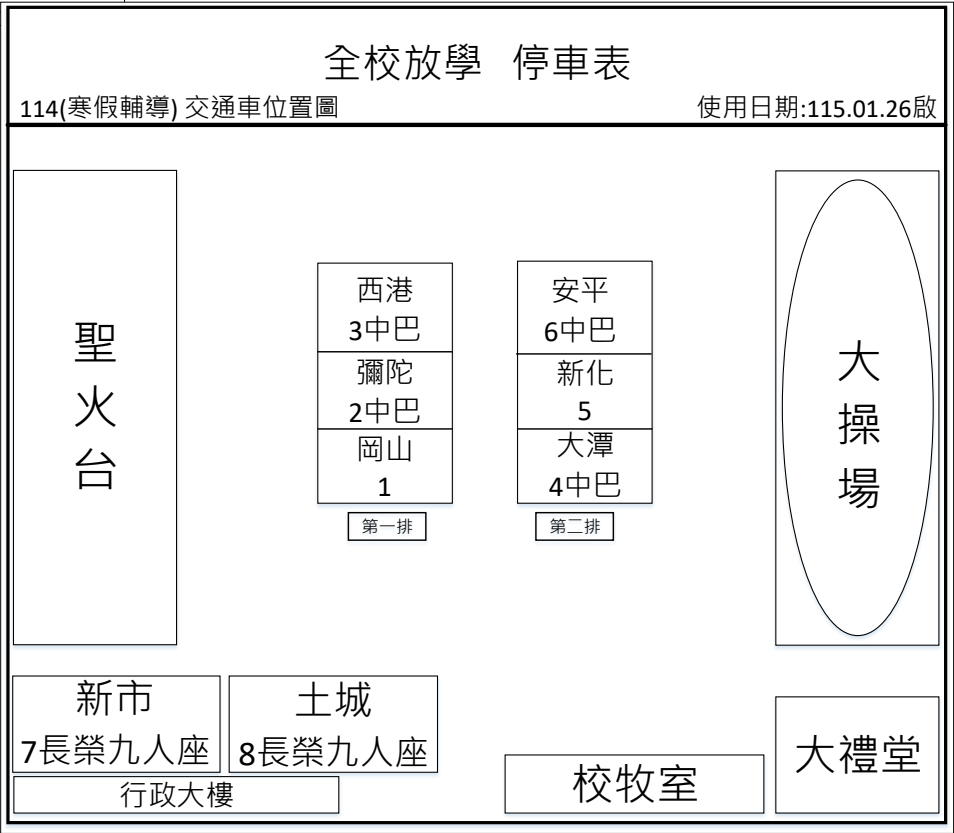 全校放學 停車表
114(寒假輔導) 交通車位置圖
使用日期:115.01.26啟
聖
火
台
西港
3中巴
彌陀
2中巴
岡山
1
第一排
安平
6中巴
新化
5
大潭
4中巴
第二排
大
操
場
新市
7長榮九人座
土城
8長榮九人座
行政大樓
校牧室
大禮堂